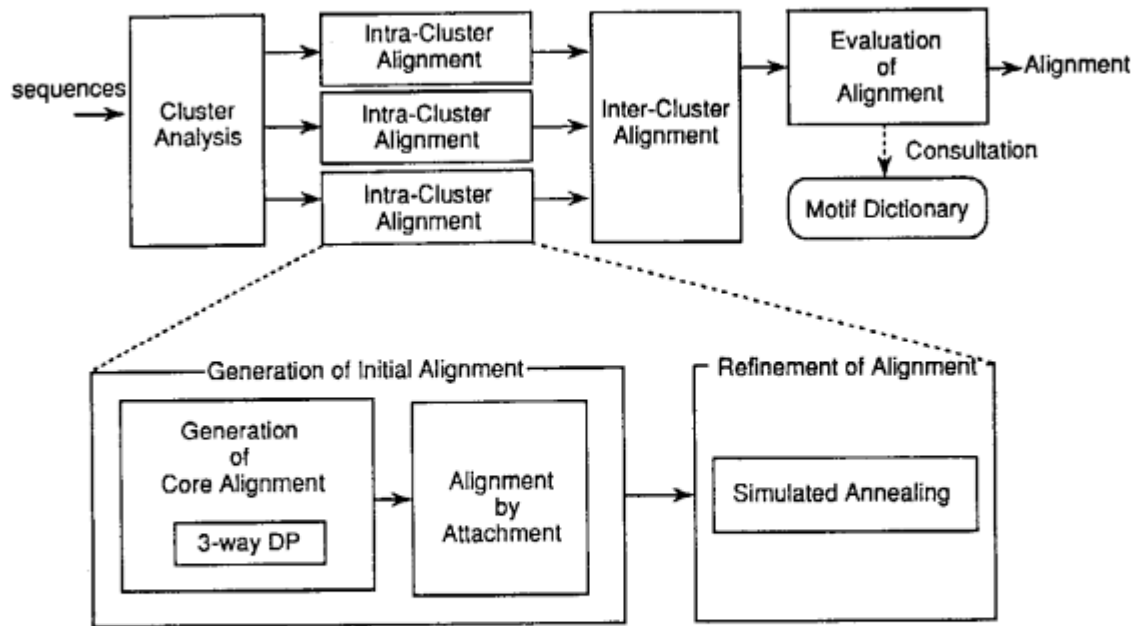 sequences
Cluster
Analysis
Intra-Cluster
Alignment
Intra-Cluster
Alignment
Intra-Cluster
Alignment
Inter-Cluster
Alignment
Evaluation
of
Alignment
Alignment
Consultation
Motif Dictionary
Generation of Initial Alignment
Generation
of
Core Alignment
3-way DP
Alignment
by
Attachment
Refinement of Alignment
Simulated Annealing